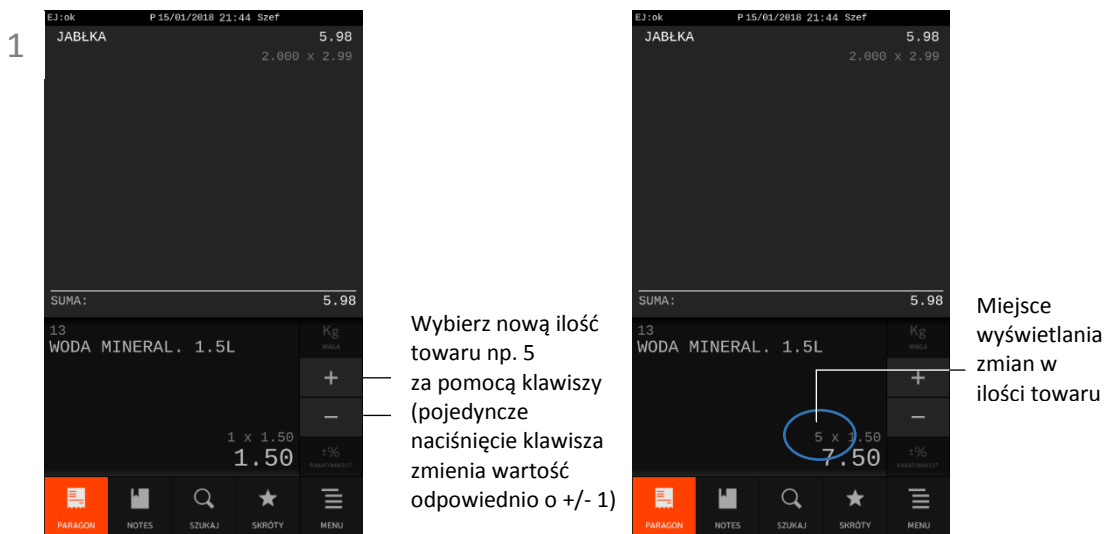 1
EJ:ok P 15/01/2018 21:44 Szef
JABŁKA 5.98
2.000 x 2.99
SUMA: 5.98
13
WODA MINERAL. 1.5L
Kg
WAGA
+
−
1 x 1.50
1.50
±%
RABAT/NARZUT
PARAGON NOTES SZUKAJ SKRÓTY MENU
Wybierz nową ilość
towaru np. 5
za pomocą klawiszy
(pojedyncze
naciśnięcie klawisza
zmienia wartość
odpowiednio o +/- 1)
EJ:ok P 15/01/2018 21:44 Szef
JABŁKA 5.98
2.000 x 2.99
SUMA: 5.98
13
WODA MINERAL. 1.5L
Kg
WAGA
+
−
5 x 1.50
7.50
±%
RABAT/NARZUT
PARAGON NOTES SZUKAJ SKRÓTY MENU
Miejsce
wyświetlania
zmian w
ilości towaru